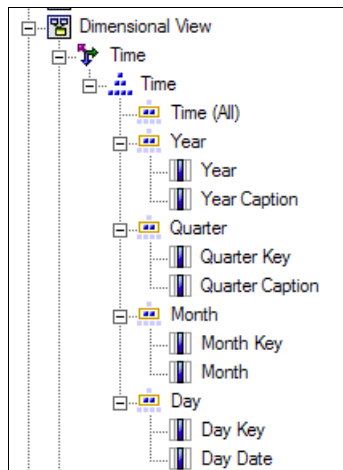 Dimensional View
Time
Time
Time (All)
Year
Year
Year Caption
Quarter
Quarter Key
Quarter Caption
Month
Month Key
Month
Day
Day Key
Day Date